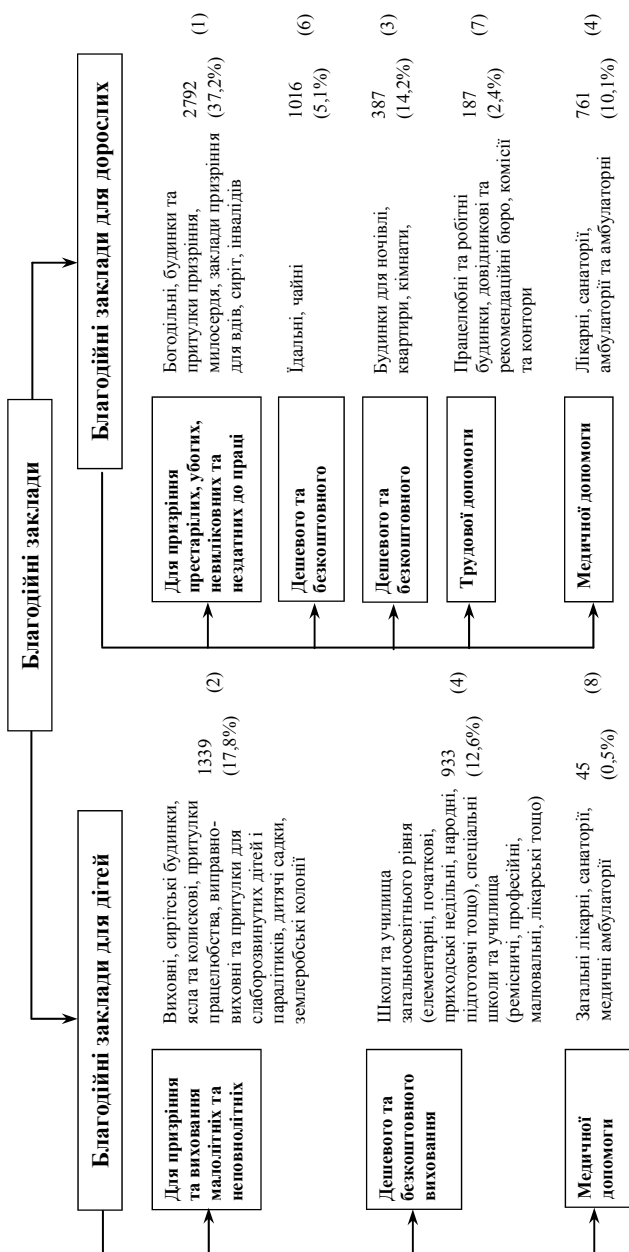 Благодійні заклади
Благодійні заклади для дітей
Для призріння
та виховання
малолітніх та
неповнолітніх
Виховні, сирітські будинки,
ясла та колискові, притулки
працелюбства, виправно-
виховні та притулки для
слаборозвинутих дітей і
паралітиків, дитячі садки,
землеробські колонії
1339
(17,8%)
(2)
Дешевого та
безкоштовного
виховання
Школи та училища
загальноосвітнього рівня
(елементарні, початкові,
приходські недільні, народні,
підготовчі тощо), спеціальні
школи та училища
(ремісничі, професійні,
малювальні, лікарські тощо)
933
(12,6%)
(4)
Медичної
допомоги
Загальні лікарні, санаторії,
медичні амбулаторії
45
(0,5%)
(8)
Благодійні заклади для дорослих
Для призріння
престарілих, убогих,
невиліковних та
нездатних до праці
Богодільні, будинки та
притулки призріння,
милосердя, заклади призріння
для вдів, сиріт, інвалідів
2792
(37,2%)
(1)
Дешевого та
безкоштовного
Їдальні, чайні
1016
(5,1%)
(6)
Дешевого та
безкоштовного
Будинки для ночівлі,
квартири, кімнати,
387
(14,2%)
(3)
Трудової допомоги
Працелюбні та робітні
будинки, довідникові та
рекомендаційні бюро, комісії
та контори
187
(2,4%)
(7)
Медичної допомоги
Лікарні, санаторії,
амбулаторії та амбулаторні
761
(10,1%)
(4)